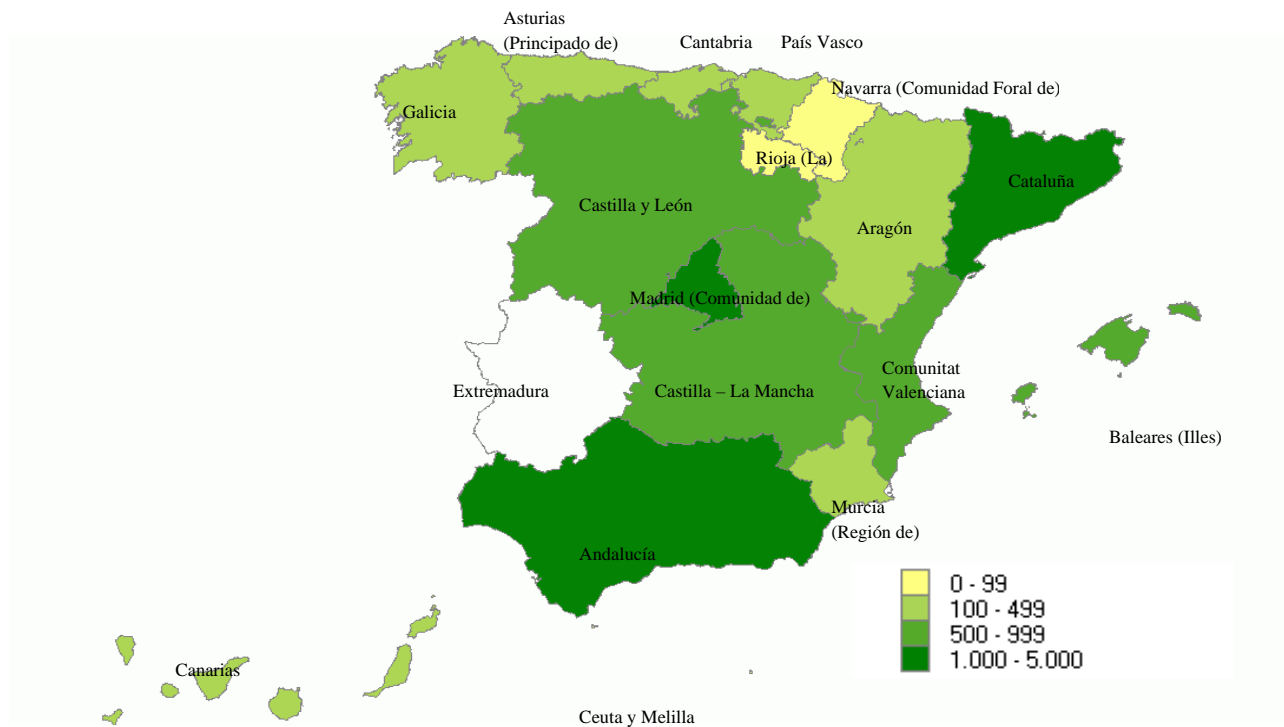 Asturias
(Principado de)
Cantabria
País Vasco
Navarra (Comunidad Foral de)
Galicia
Rioja (La)
Cataluña
Castilla y León
Aragón
Madrid (Comunidad de)
Comunitat
Valenciana
Extremadura
Castilla – La Mancha
Baleares (Illes)
Murcia
(Región de)
Andalucía
0 - 99
100 - 499
500 - 999
1.000 - 5.000
Canarias
Ceuta y Melilla